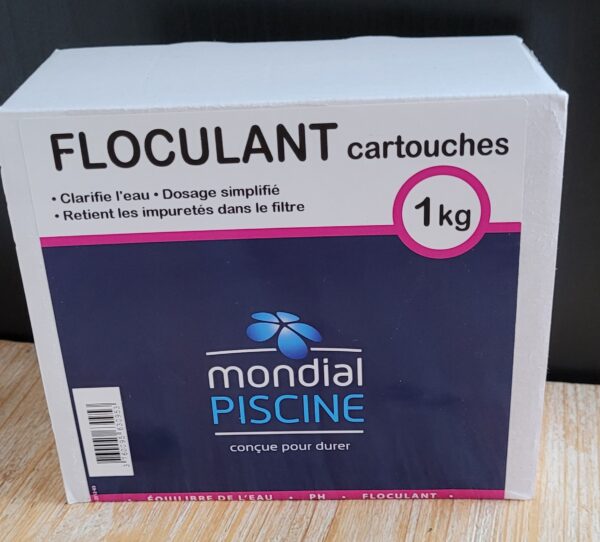 FLOCULANT cartouches
• Clarifie l'eau • Dosage simplifié
• Retient les impuretés dans le filtre
1kg
mondial
PISCINE
conçue pour durer
• ÉQUILIBRE DE L'EAU • PH • FLOCULANT •